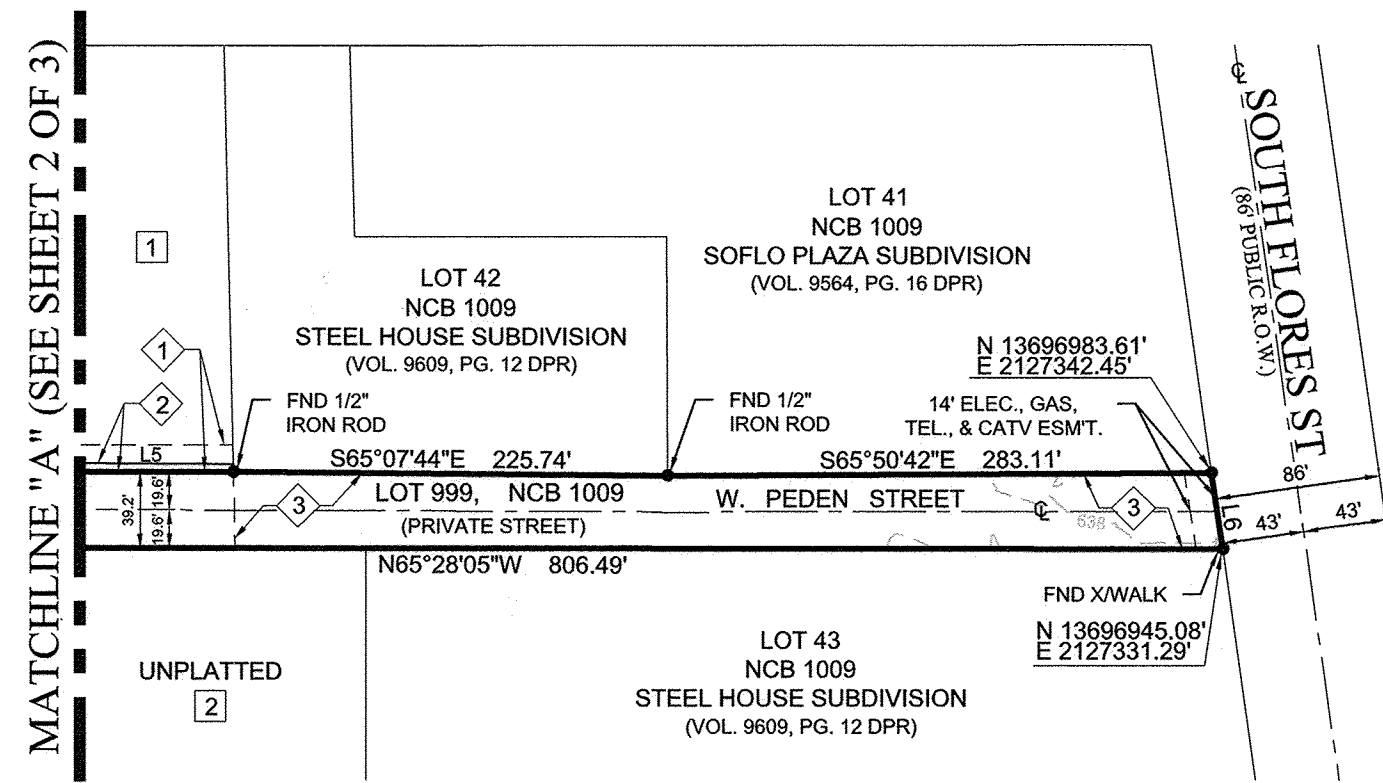 MATCHLINE "A" (SEE SHEET 2 OF 3)
1
1
2
L5
39.2'
19.6'
19.6'
LOT 42
NCB 1009
STEEL HOUSE SUBDIVISION
(VOL. 9609, PG. 12 DPR)
FND 1/2"
IRON ROD
LOT 41
NCB 1009
SOFLO PLAZA SUBDIVISION
(VOL. 9564, PG. 16 DPR)
FND 1/2"
IRON ROD
N 13696983.61'
E 2127342.45'
14' ELEC., GAS,
TEL., & CATV ESM'T.
℄ SOUTH FLORES ST
(86' PUBLIC R.O.W.)
S65°07'44"E 225.74'
S65°50'42"E 283.11'
LOT 999, NCB 1009
(PRIVATE STREET)
3
W. PEDEN STREET
℄
638
3
L6
86'
43'
43'
N65°28'05"W 806.49'
FND X/WALK
N 13696945.08'
E 2127331.29'
UNPLATTED
2
LOT 43
NCB 1009
STEEL HOUSE SUBDIVISION
(VOL. 9609, PG. 12 DPR)